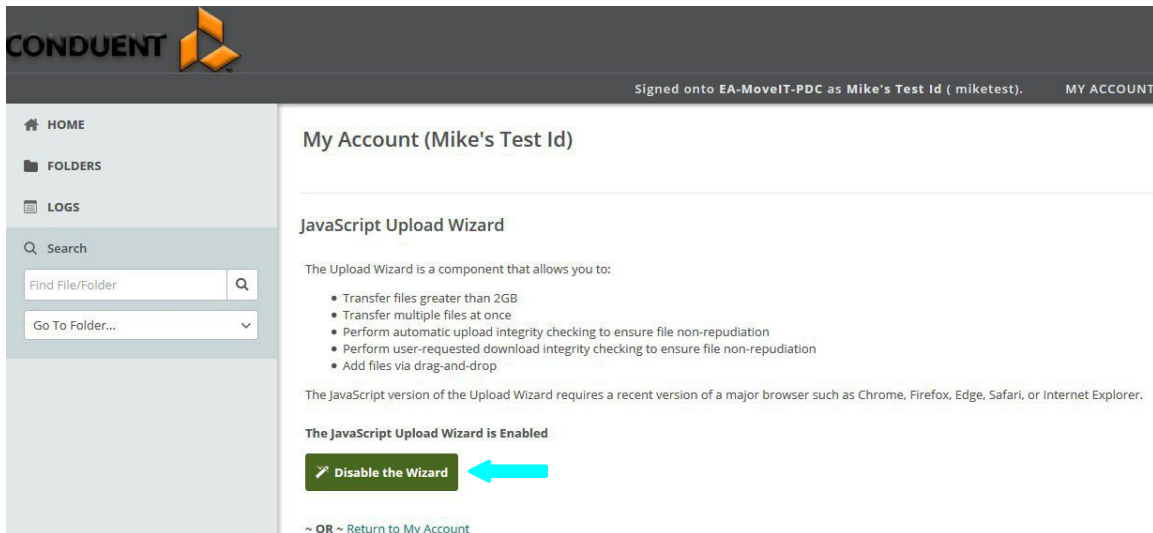 CONDUENT
Signed onto EA-MoveIT-PDC as Mike's Test Id ( miketest). MY ACCOUNT
HOME
FOLDERS
LOGS
Search
Find File/Folder
Go To Folder...
My Account (Mike's Test Id)
JavaScript Upload Wizard
The Upload Wizard is a component that allows you to:
• Transfer files greater than 2GB
• Transfer multiple files at once
• Perform automatic upload integrity checking to ensure file non-repudiation
• Perform user-requested download integrity checking to ensure file non-repudiation
• Add files via drag-and-drop
The JavaScript version of the Upload Wizard requires a recent version of a major browser such as Chrome, Firefox, Edge, Safari, or Internet Explorer.
The JavaScript Upload Wizard is Enabled
Disable the Wizard
~ OR ~ Return to My Account